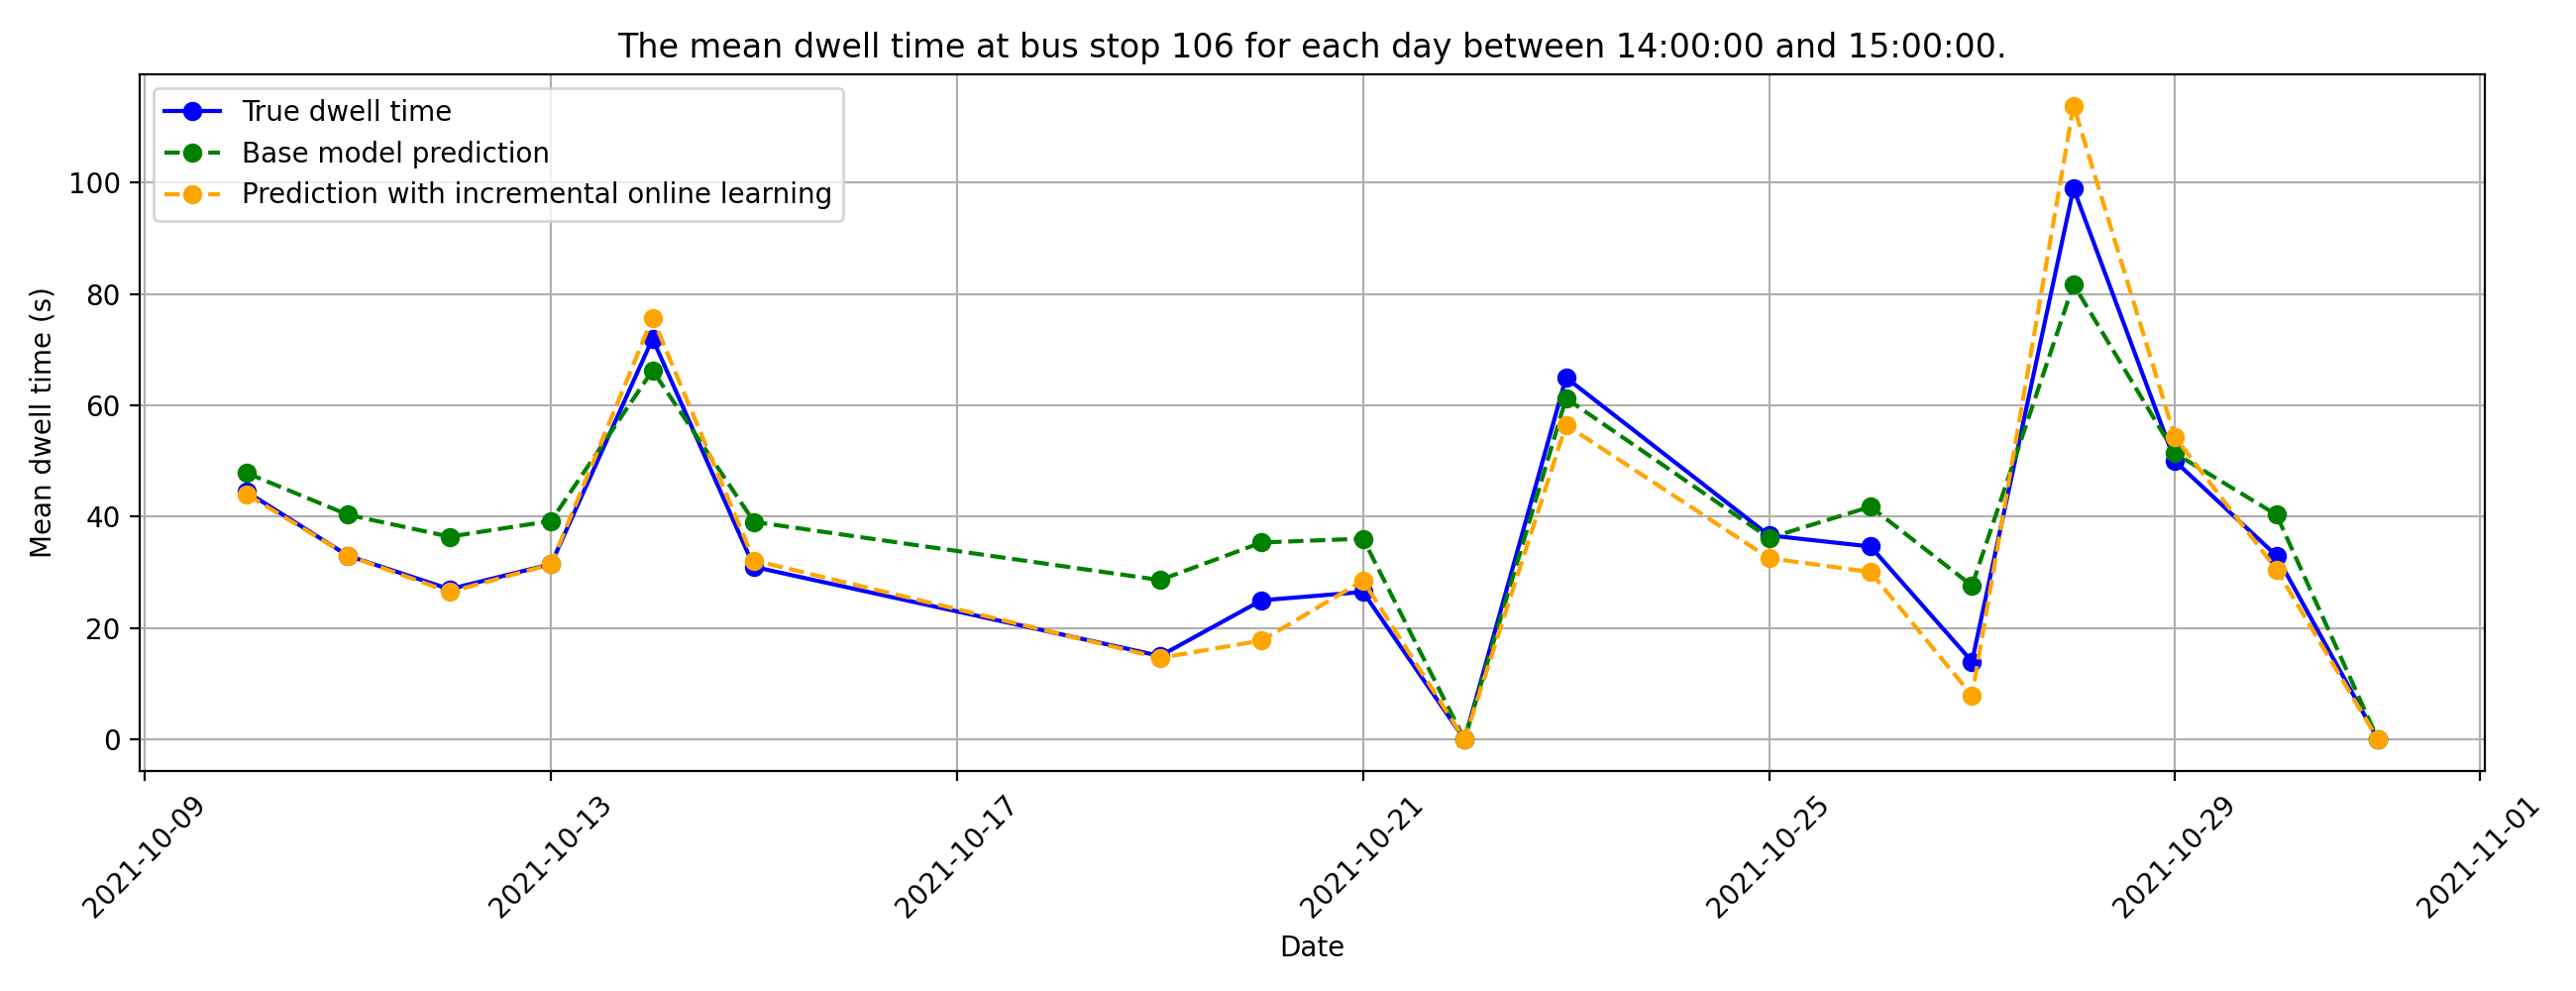 The mean dwell time at bus stop 106 for each day between 14:00:00 and 15:00:00.
True dwell time
Base model prediction
Prediction with incremental online learning
Mean dwell time (s)
100
80
60
40
20
0
2021-10-09
2021-10-13
2021-10-17
2021-10-21
2021-10-25
2021-10-29
2021-11-01
Date